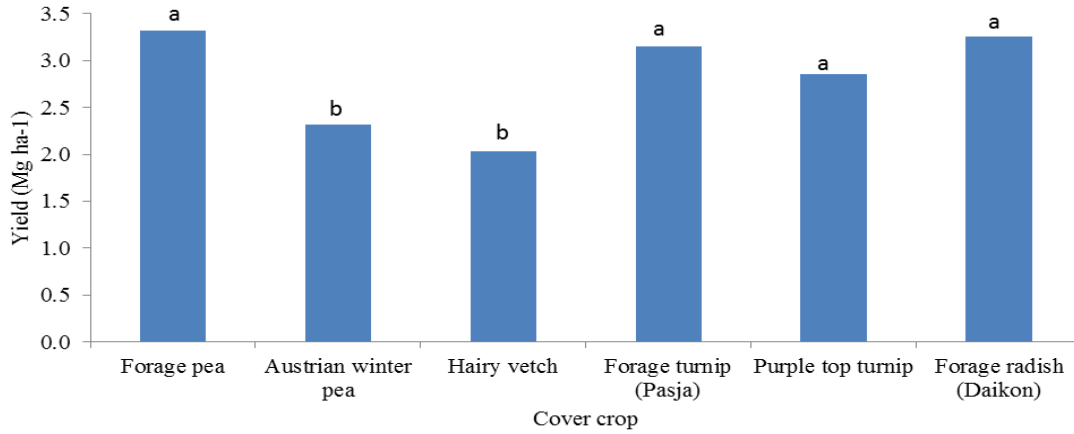 3.5
3.0
2.5
2.0
1.5
1.0
0.5
0.0
Yield (Mg ha-1)
a
b
b
a
a
a
Forage pea
Austrian winter
pea
Hairy vetch
Forage turnip
(Pasja)
Purple top turnip
Forage radish
(Daikon)
Cover crop